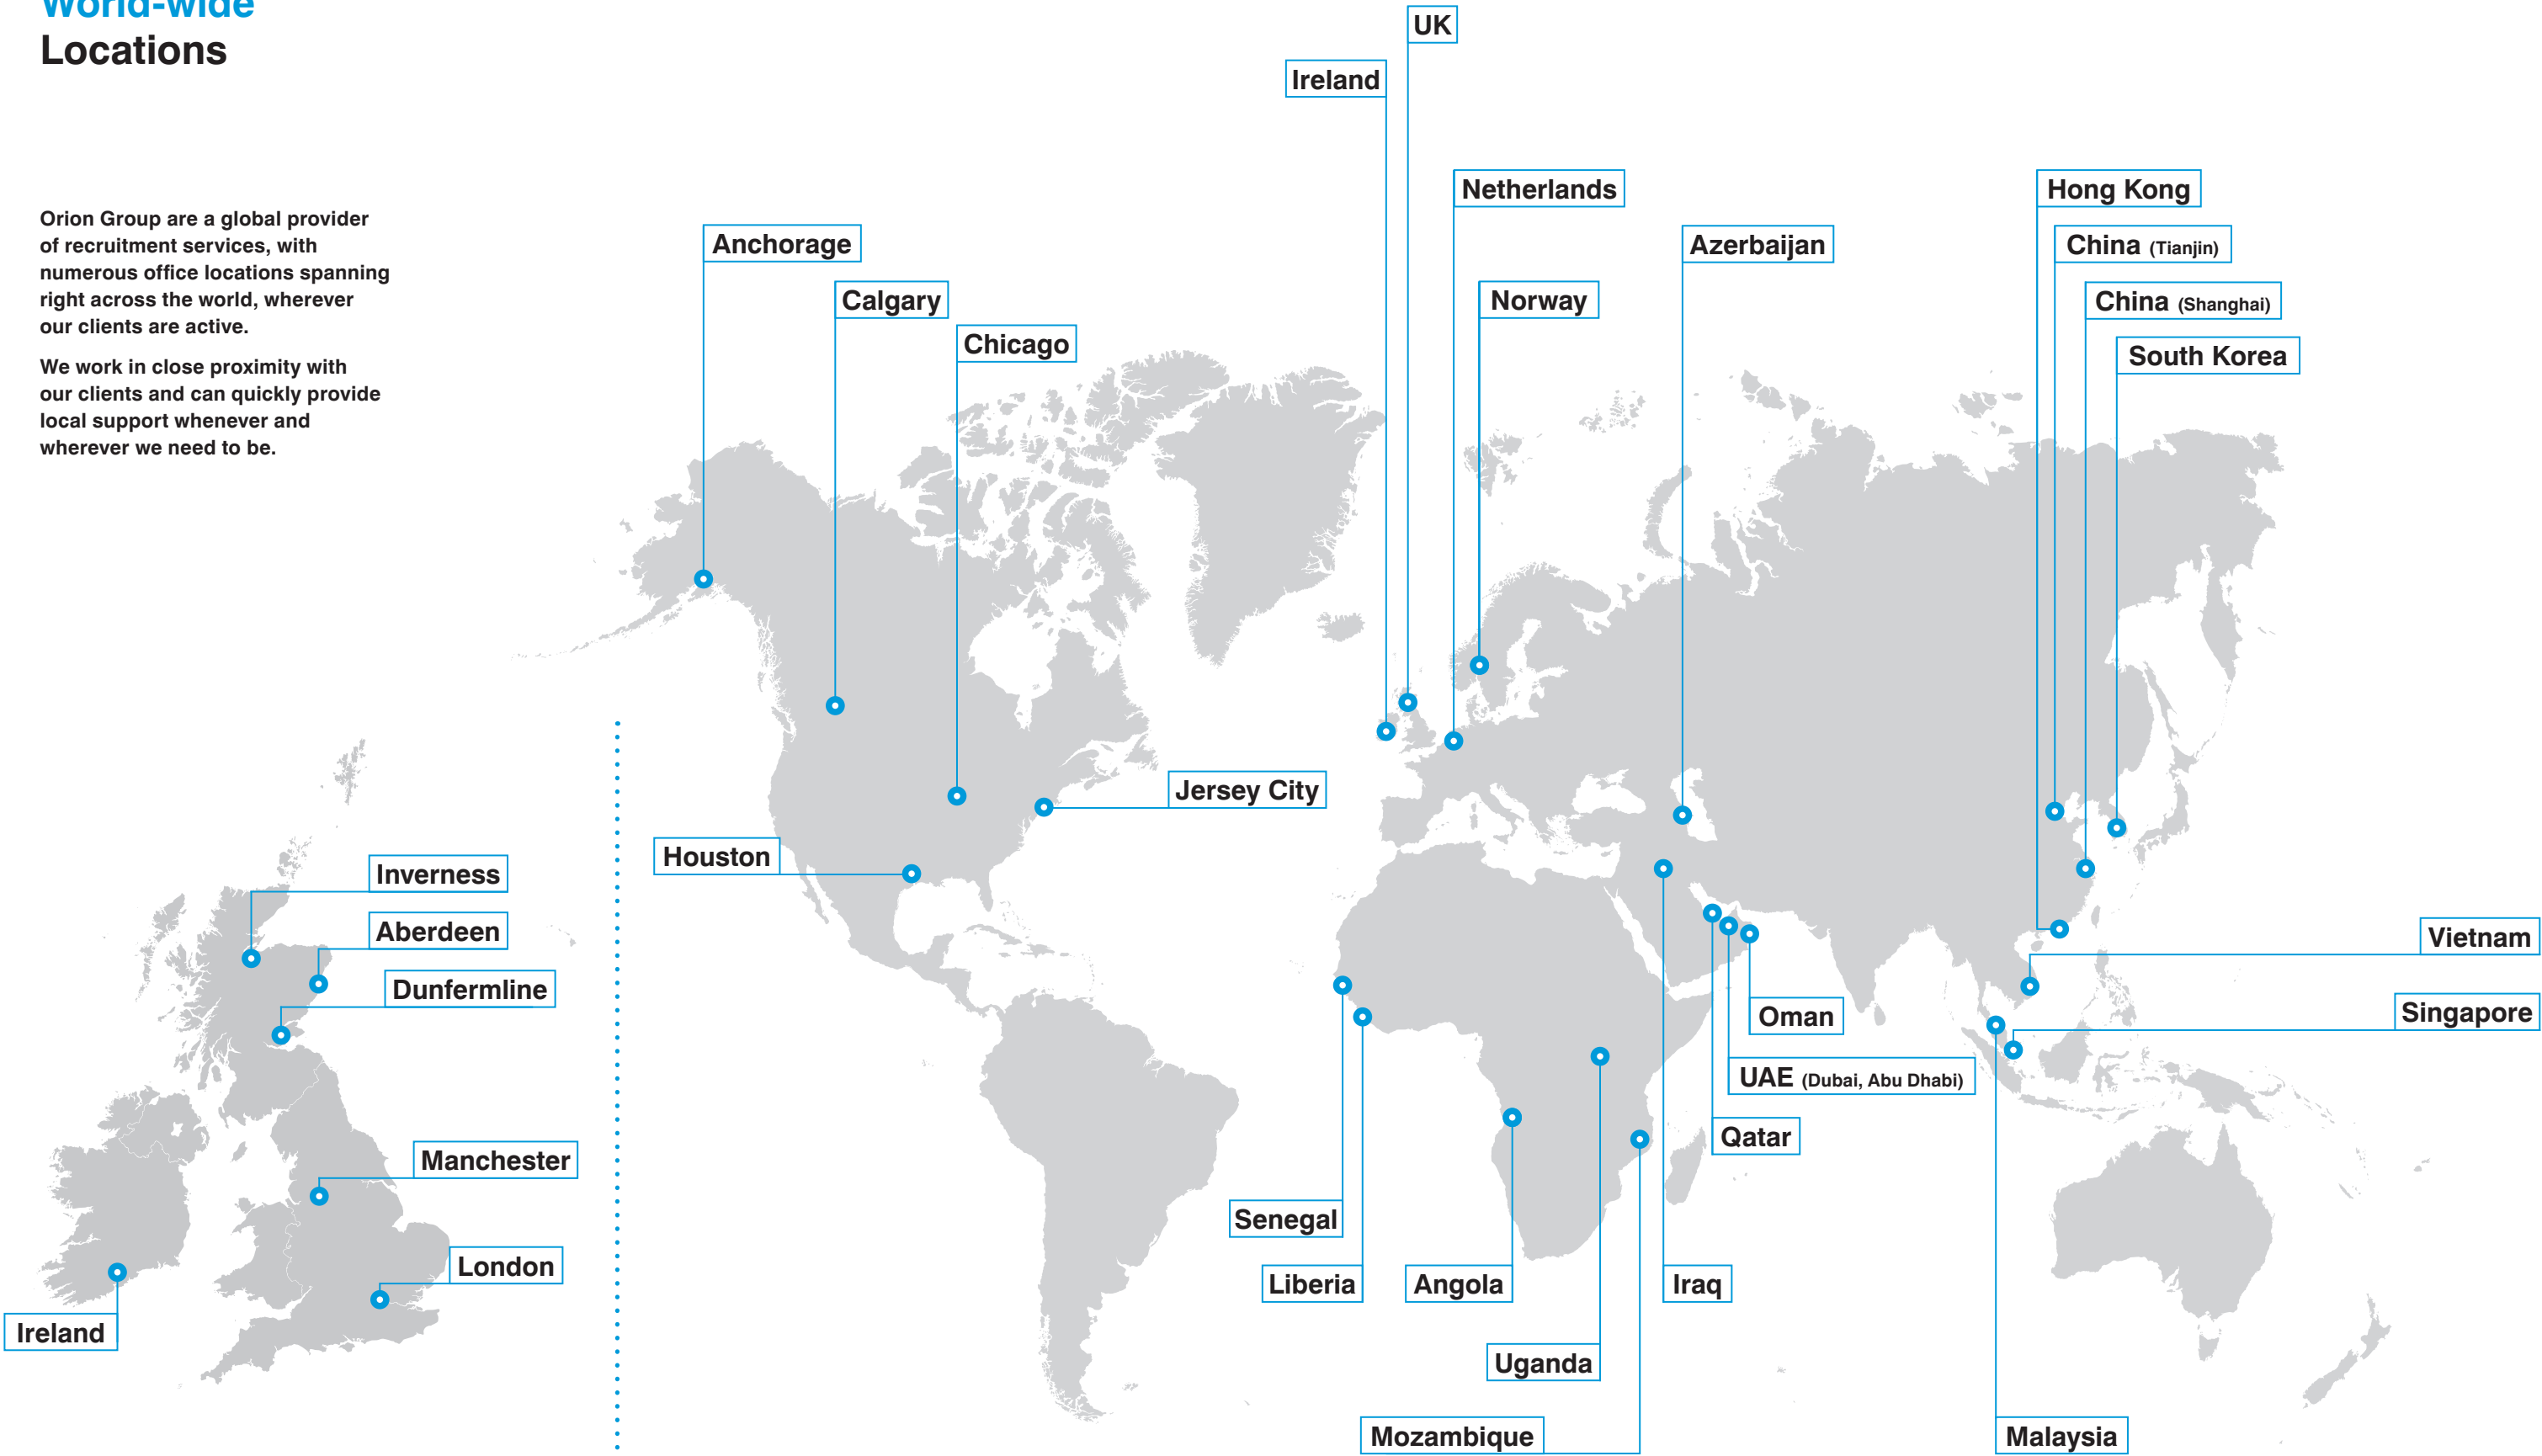 World-wide
Locations
Orion Group are a global provider
of recruitment services, with
numerous office locations spanning
right across the world, wherever
our clients are active.
We work in close proximity with
our clients and can quickly provide
local support whenever and
wherever we need to be.
UK
Ireland
Netherlands
Hong Kong
Anchorage
Azerbaijan
China (Tianjin)
Calgary
Norway
China (Shanghai)
Chicago
South Korea
Jersey City
Houston
Inverness
Aberdeen
Vietnam
Dunfermline
Singapore
Oman
UAE (Dubai, Abu Dhabi)
Qatar
Manchester
Senegal
London
Liberia
Angola
Iraq
Ireland
Uganda
Mozambique
Malaysia